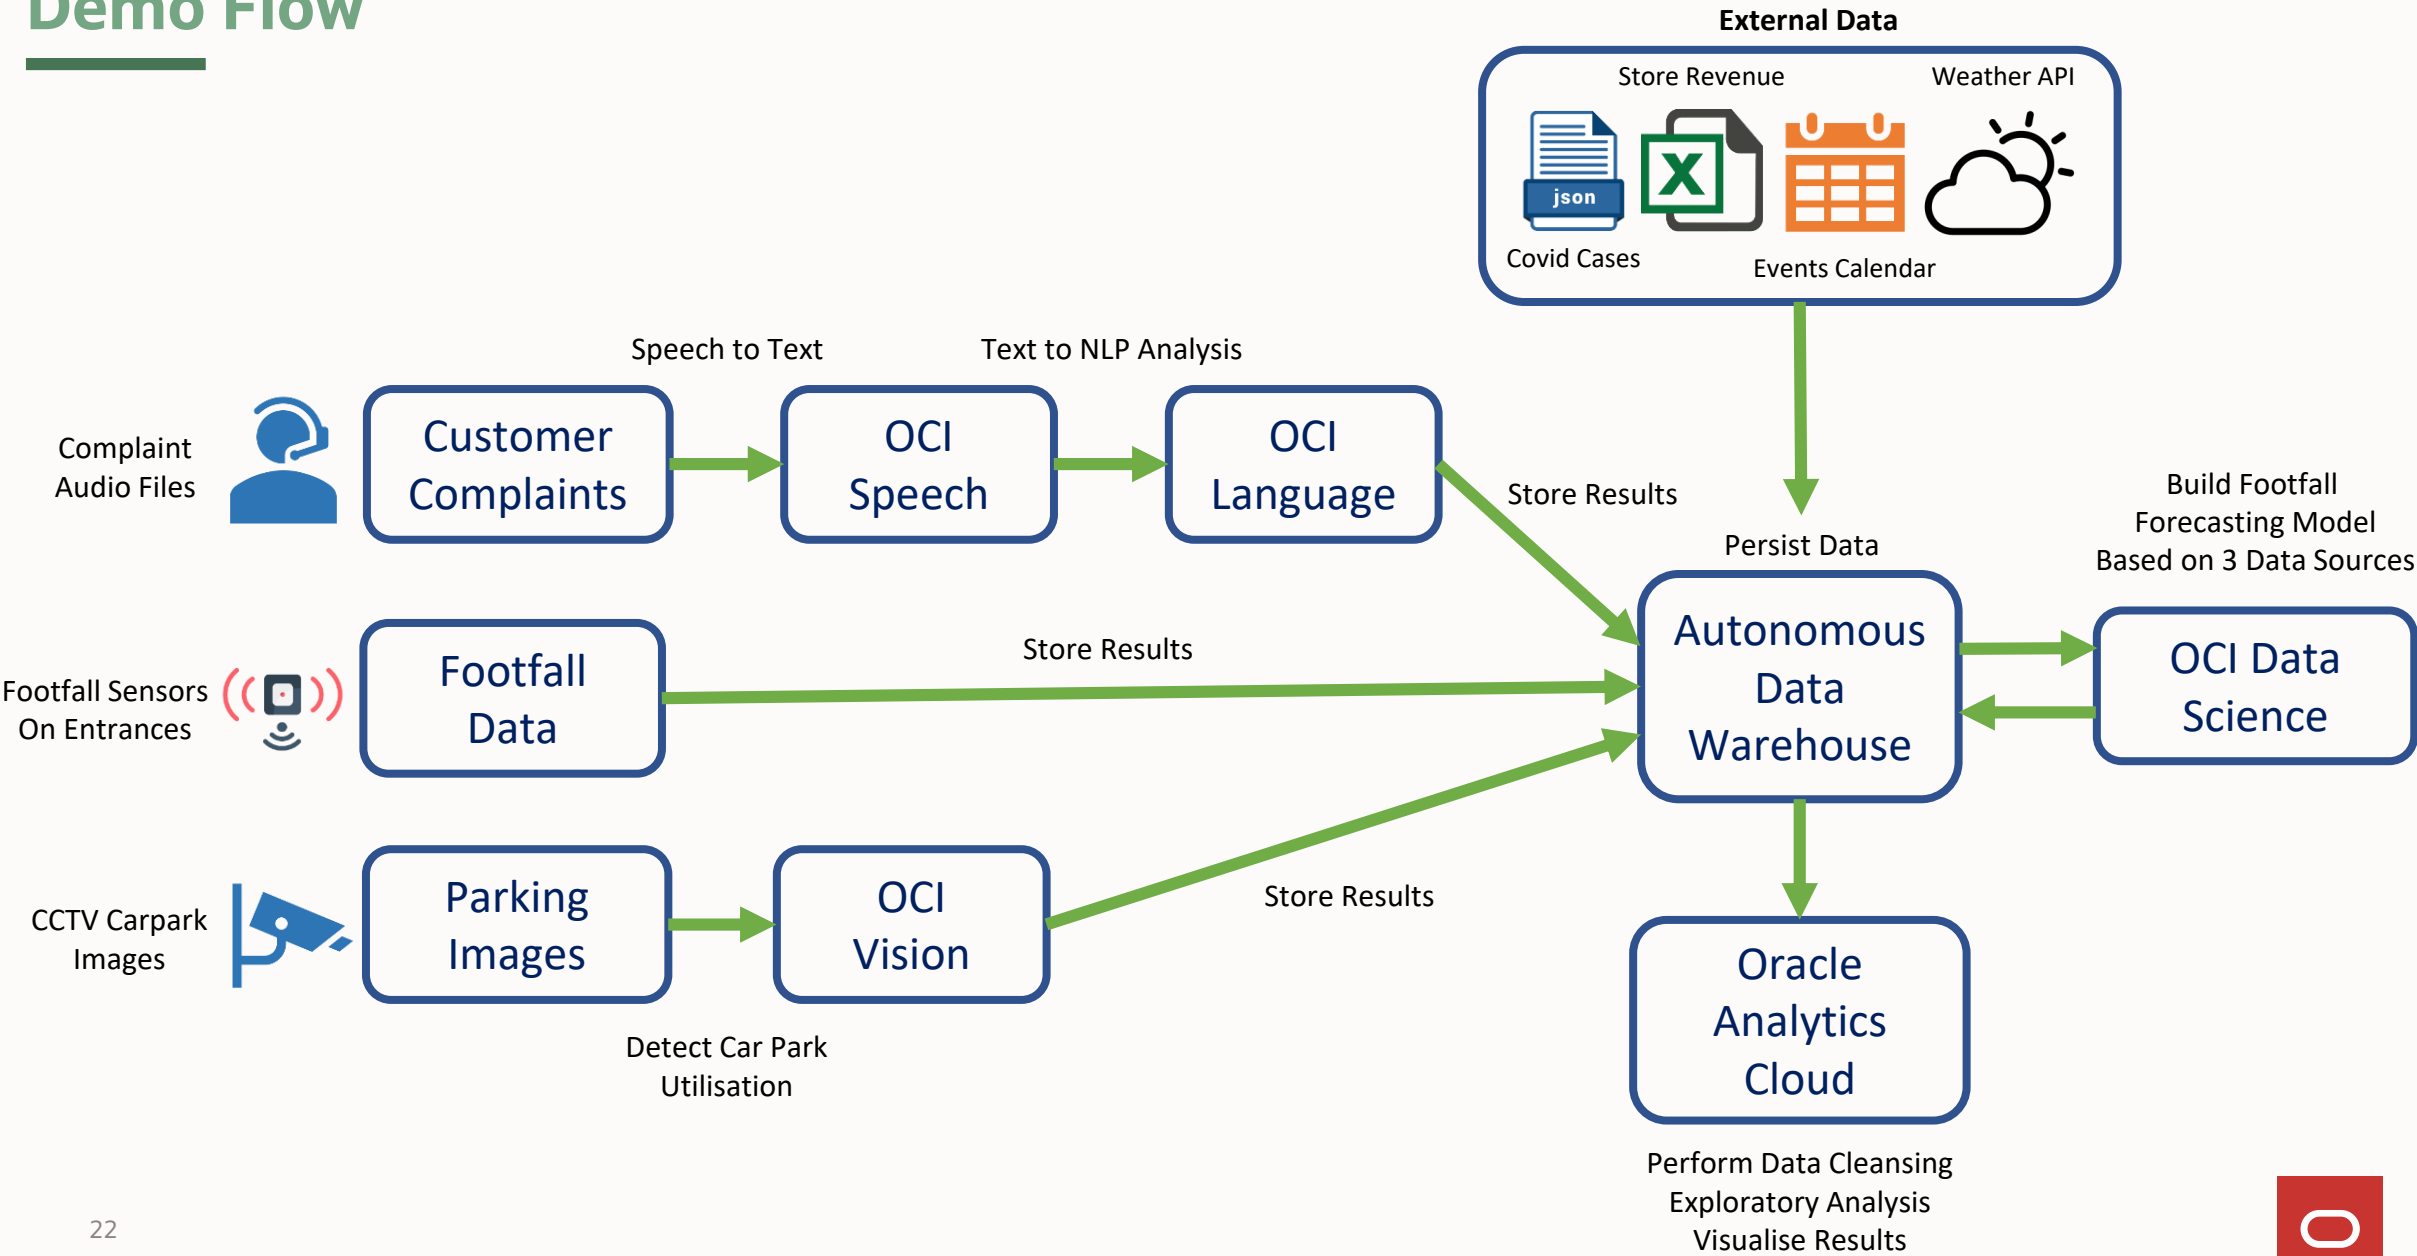 Demo Flow
External Data
Store Revenue
Weather API
json
X
Covid Cases
Events Calendar
Speech to Text
Text to NLP Analysis
Complaint
Audio Files
Customer
Complaints
OCI
Speech
OCI
Language
Store Results
Persist Data
Build Footfall
Forecasting Model
Based on 3 Data Sources
Footfall Sensors
On Entrances
Footfall
Data
Store Results
Autonomous
Data
Warehouse
OCI Data
Science
CCTV Carpark
Images
Parking
Images
OCI
Vision
Store Results
Detect Car Park
Utilisation
Oracle
Analytics
Cloud
Perform Data Cleansing
Exploratory Analysis
Visualise Results
22